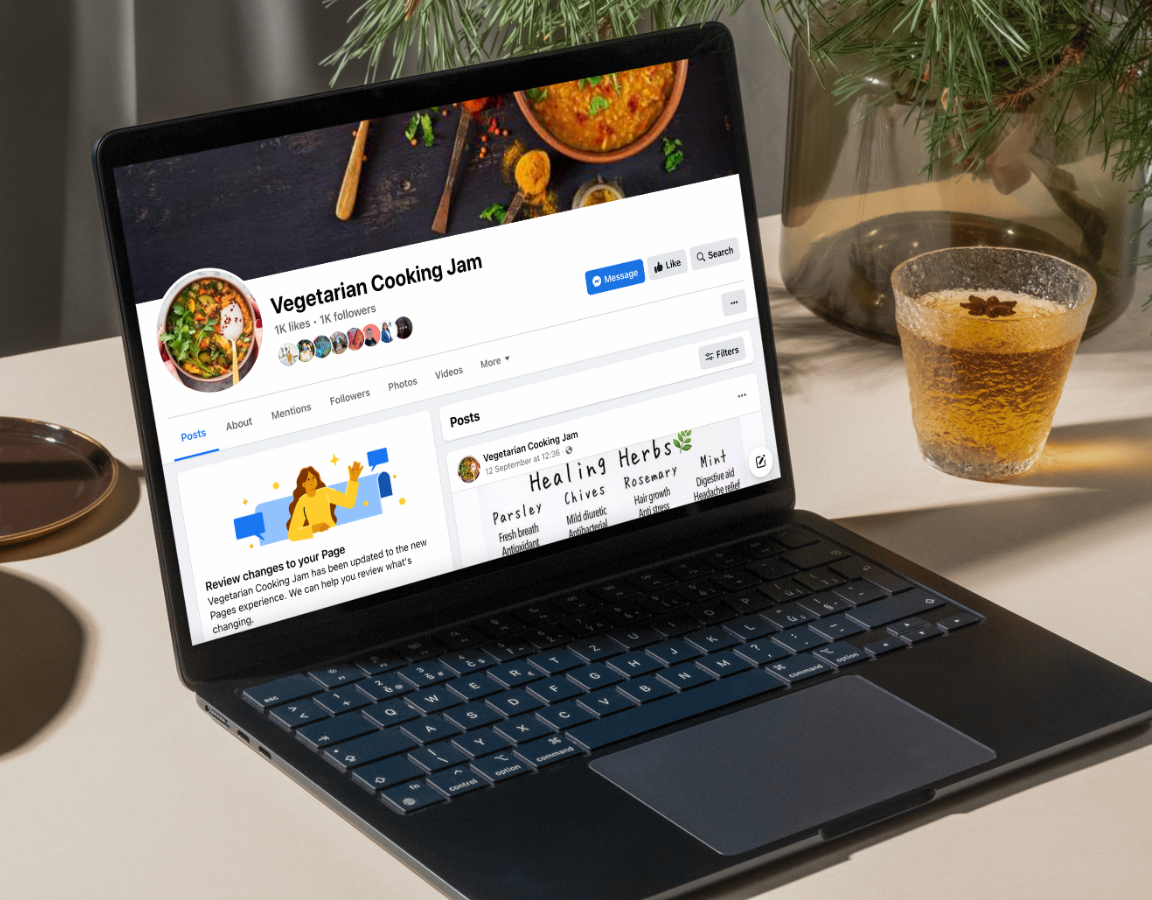 Vegetarian Cooking Jam
1K likes · 1K followers
Message
Like
Search
Posts
About
Mentions
Followers
Photos
Videos
More
Filters
Posts
Vegetarian Cooking Jam
12 September at 12:36 ·
Healing Herbs
Parsley
Fresh breath
Antioxidant
Chives
Mild diuretic
Antibacterial
Rosemary
Hair growth
Anti stress
Mint
Digestive aid
Headache relief
Review changes to your Page
Vegetarian Cooking Jam has been updated to the new
Pages experience. We can help you review what's
changing.
esc
Q W E R T Z U
A S D F G H J K L
Y X C V B N M
fn
control
option
command
command
option